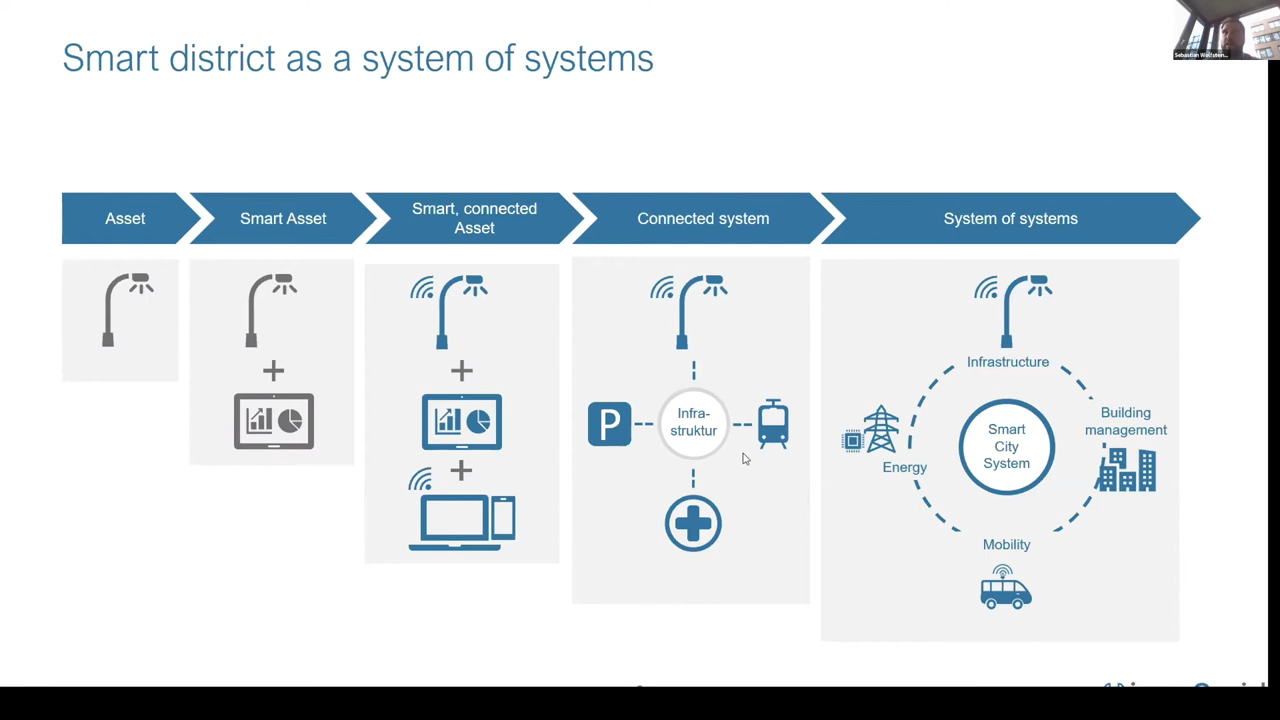 Smart district as a system of systems
Asset
Smart Asset
Smart, connected
Asset
Connected system
System of systems
P
Infra-
struktur
Infrastructure
Building
management
Smart
City
System
Energy
Mobility